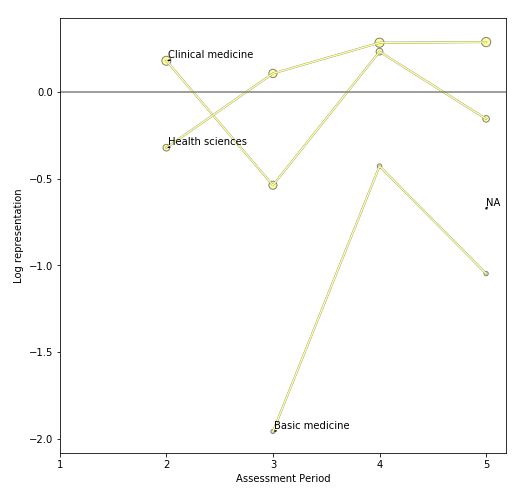 Clinical medicine
0.0
Health sciences
−0.5
NA
Log representation
−1.0
−1.5
Basic medicine
−2.0
1 2 3 4 5
Assessment Period